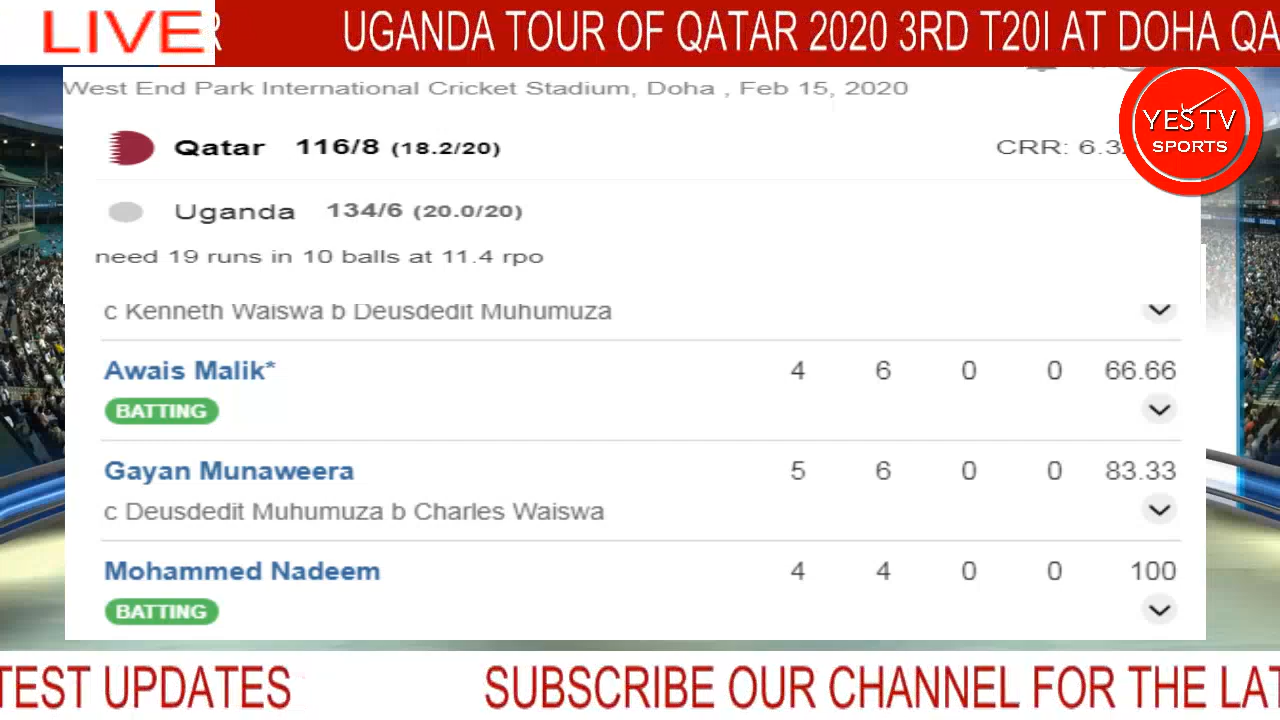 LIVE R UGANDA TOUR OF QATAR 2020 3RD T20I AT DOHA QA
West End Park International Cricket Stadium, Doha , Feb 15, 2020
Qatar 116/8 (18.2/20) CRR: 6.3
YES TV
SPORTS
Uganda 134/6 (20.0/20)
need 19 runs in 10 balls at 11.4 rpo
c Kenneth Waiswa b Deusdedit Muhumuza
Awais Malik* 4 6 0 0 66.66
BATTING
Gayan Munaweera 5 6 0 0 83.33
c Deusdedit Muhumuza b Charles Waiswa
Mohammed Nadeem 4 4 0 0 100
BATTING
TEST UPDATES SUBSCRIBE OUR CHANNEL FOR THE LAT